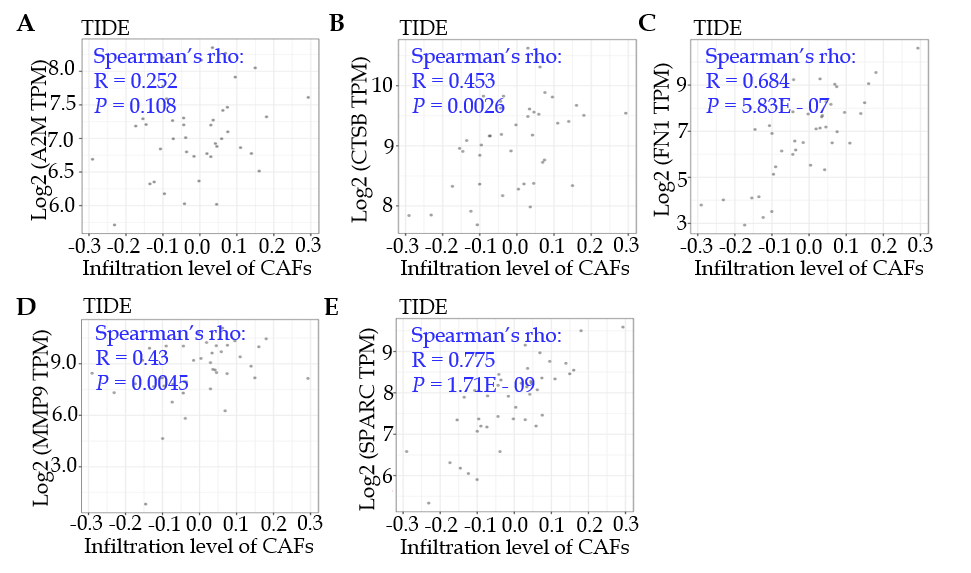 A
TIDE
Spearman's rho:
R = 0.252
P = 0.108
Log2 (A2M TPM)
8.0
7.5
7.0
6.5
6.0
-0.3 -0.2 -0.1 0.0 0.1 0.2 0.3
Infiltration level of CAFs
B
TIDE
Spearman's rho:
R = 0.453
P = 0.0026
Log2 (CTSB TPM)
10
9
8
-0.3 -0.2 -0.1 0.0 0.1 0.2 0.3
Infiltration level of CAFs
C
TIDE
Spearman's rho:
R = 0.684
P = 5.83E - 07
Log2 (FN1 TPM)
9
7
5
3
-0.3 -0.2 -0.1 0.0 0.1 0.2 0.3
Infiltration level of CAFs
D
TIDE
Spearman's rho:
R = 0.43
P = 0.0045
Log2 (MMP9 TPM)
9.0
6.0
3.0
-0.3 -0.2 -0.1 0.0 0.1 0.2 0.3
Infiltration level of CAFs
E
TIDE
Spearman's rho:
R = 0.775
P = 1.71E - 09
Log2 (SPARC TPM)
9
8
7
6
-0.3 -0.2 -0.1 0.0 0.1 0.2 0.3
Infiltration level of CAFs